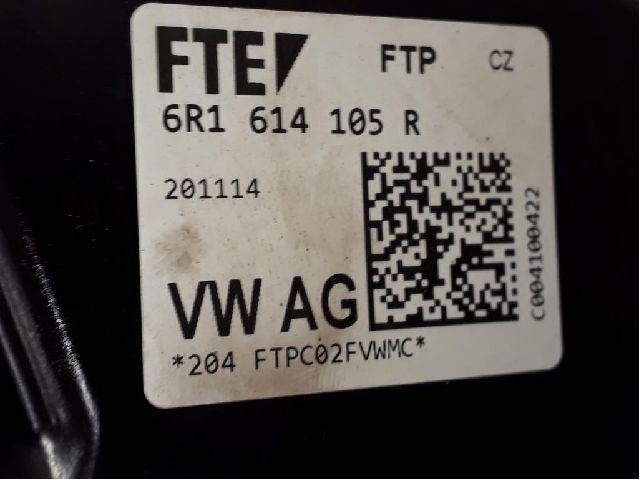 FTE FTP CZ
6R1 614 105 R
201114
C004100422
VW AG
*204 FTPC02FVWMC*